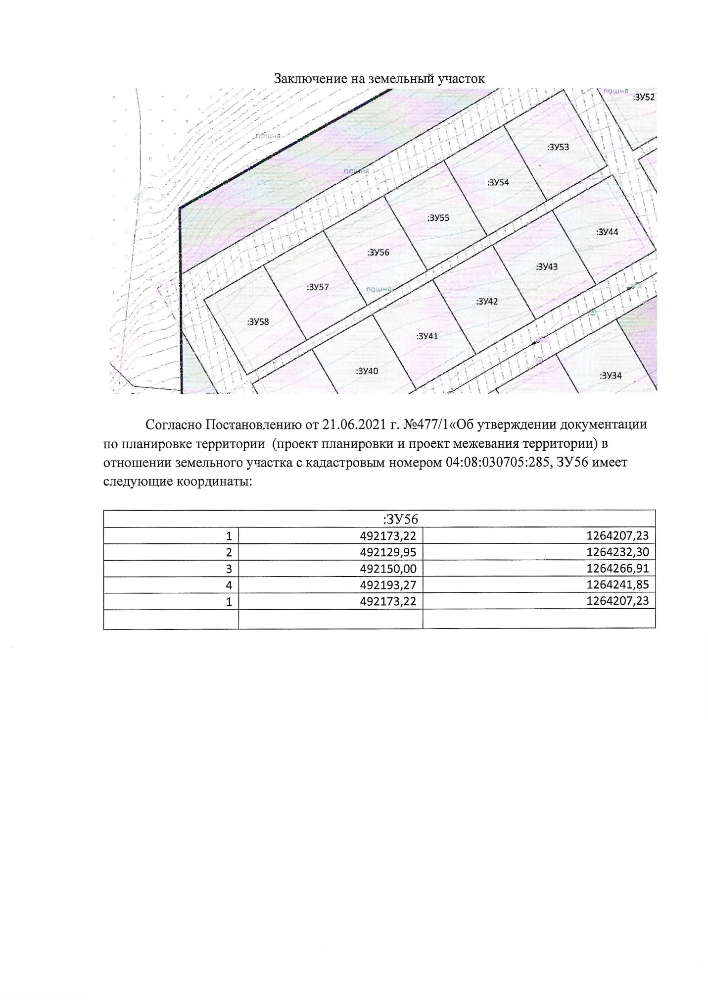 Заключение на земельный участок
пашня
:ЗУ52
пашня
:ЗУ53
пашня
:ЗУ54
:ЗУ55
:ЗУ44
:ЗУ56
:ЗУ43
:ЗУ57
пашня
:ЗУ42
:ЗУ58
:ЗУ41
:ЗУ40
:ЗУ34
Согласно Постановлению от 21.06.2021 г. №477/1«Об утверждении документации
по планировке территории (проект планировки и проект межевания территории) в
отношении земельного участка с кадастровым номером 04:08:030705:285, ЗУ56 имеет
следующие координаты:
:ЗУ56
1 492173,22 1264207,23
2 492129,95 1264232,30
3 492150,00 1264266,91
4 492193,27 1264241,85
1 492173,22 1264207,23